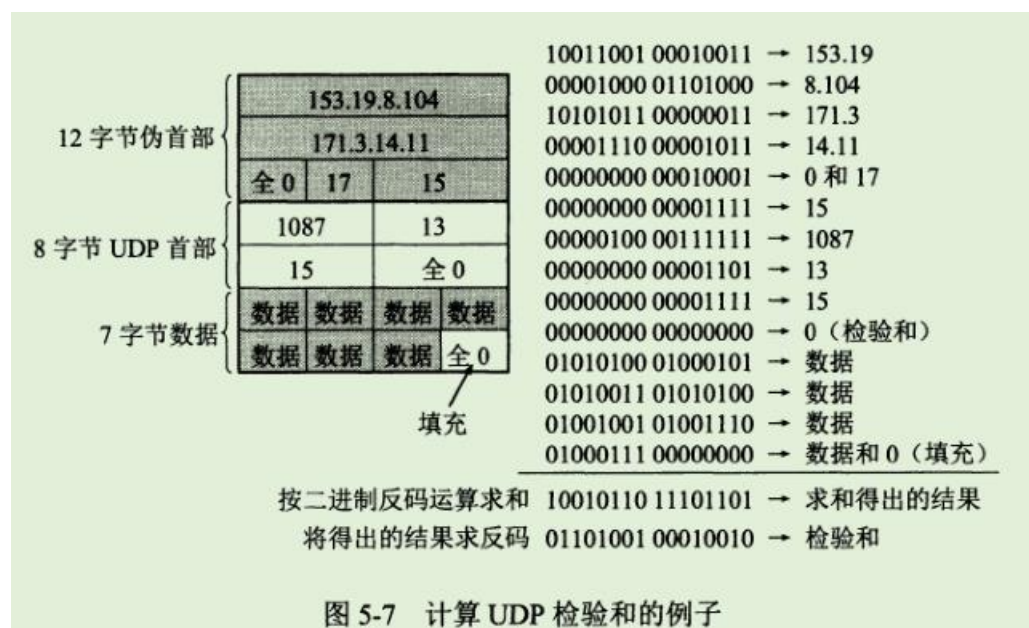 12 字节伪首部
153.19.8.104
171.3.14.11
全 0 17 15
8 字节 UDP 首部
1087 13
15 全 0
7 字节数据
数据 数据 数据 数据
数据 数据 数据 全 0
填充
10011001 00010011 → 153.19
00001000 01101000 → 8.104
10101011 00000011 → 171.3
00001110 00001011 → 14.11
00000000 00010001 → 0 和 17
00000000 00001111 → 15
00000100 00111111 → 1087
00000000 00001101 → 13
00000000 00001111 → 15
00000000 00000000 → 0（检验和）
01010100 01000101 → 数据
01010011 01010100 → 数据
01001001 01001110 → 数据
01000111 00000000 → 数据和 0（填充）
按二进制反码运算求和 10010110 11101101 → 求和得出的结果
将得出的结果求反码 01101001 00010010 → 检验和
图 5-7 计算 UDP 检验和的例子